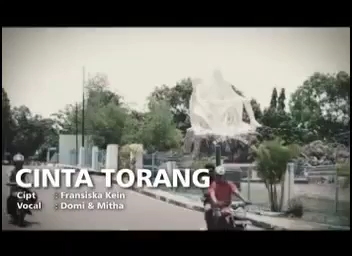 CINTA TORANG
Cipt : Fransiska Kein
Vocal : Domi & Mitha